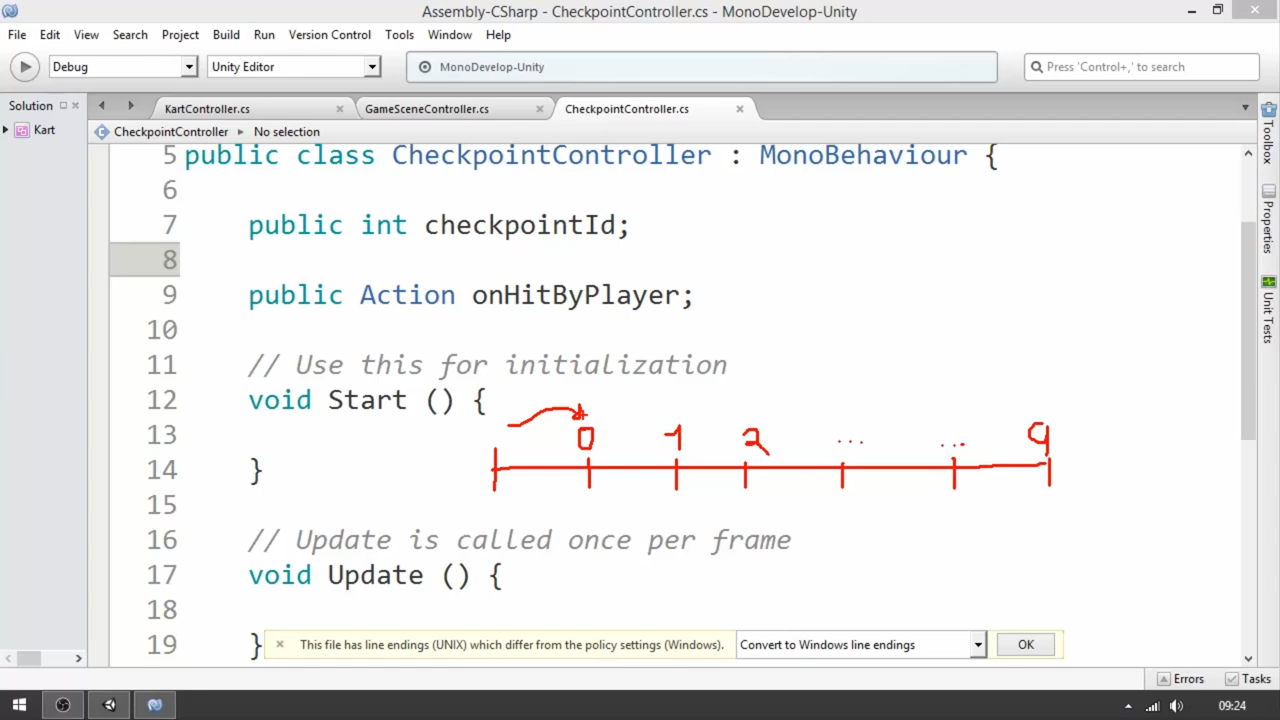 Assembly-CSharp - CheckpointController.cs - MonoDevelop-Unity
File Edit View Search Project Build Run Version Control Tools Window Help
Debug Unity Editor MonoDevelop-Unity Press 'Control+,' to search
Solution KartController.cs GameSceneController.cs CheckpointController.cs
Kart CheckpointController No selection
Toolbox
Properties
Unit Tests
5 public class CheckpointController : MonoBehaviour {
6
7 public int checkpointId;
8
9 public Action onHitByPlayer;
10
11 // Use this for initialization
12 void Start () {
13
0 1 2 ... ... 9
14 }
15
16 // Update is called once per frame
17 void Update () {
18
19 }
This file has line endings (UNIX) which differ from the policy settings (Windows). Convert to Windows line endings OK
Errors Tasks
09:24